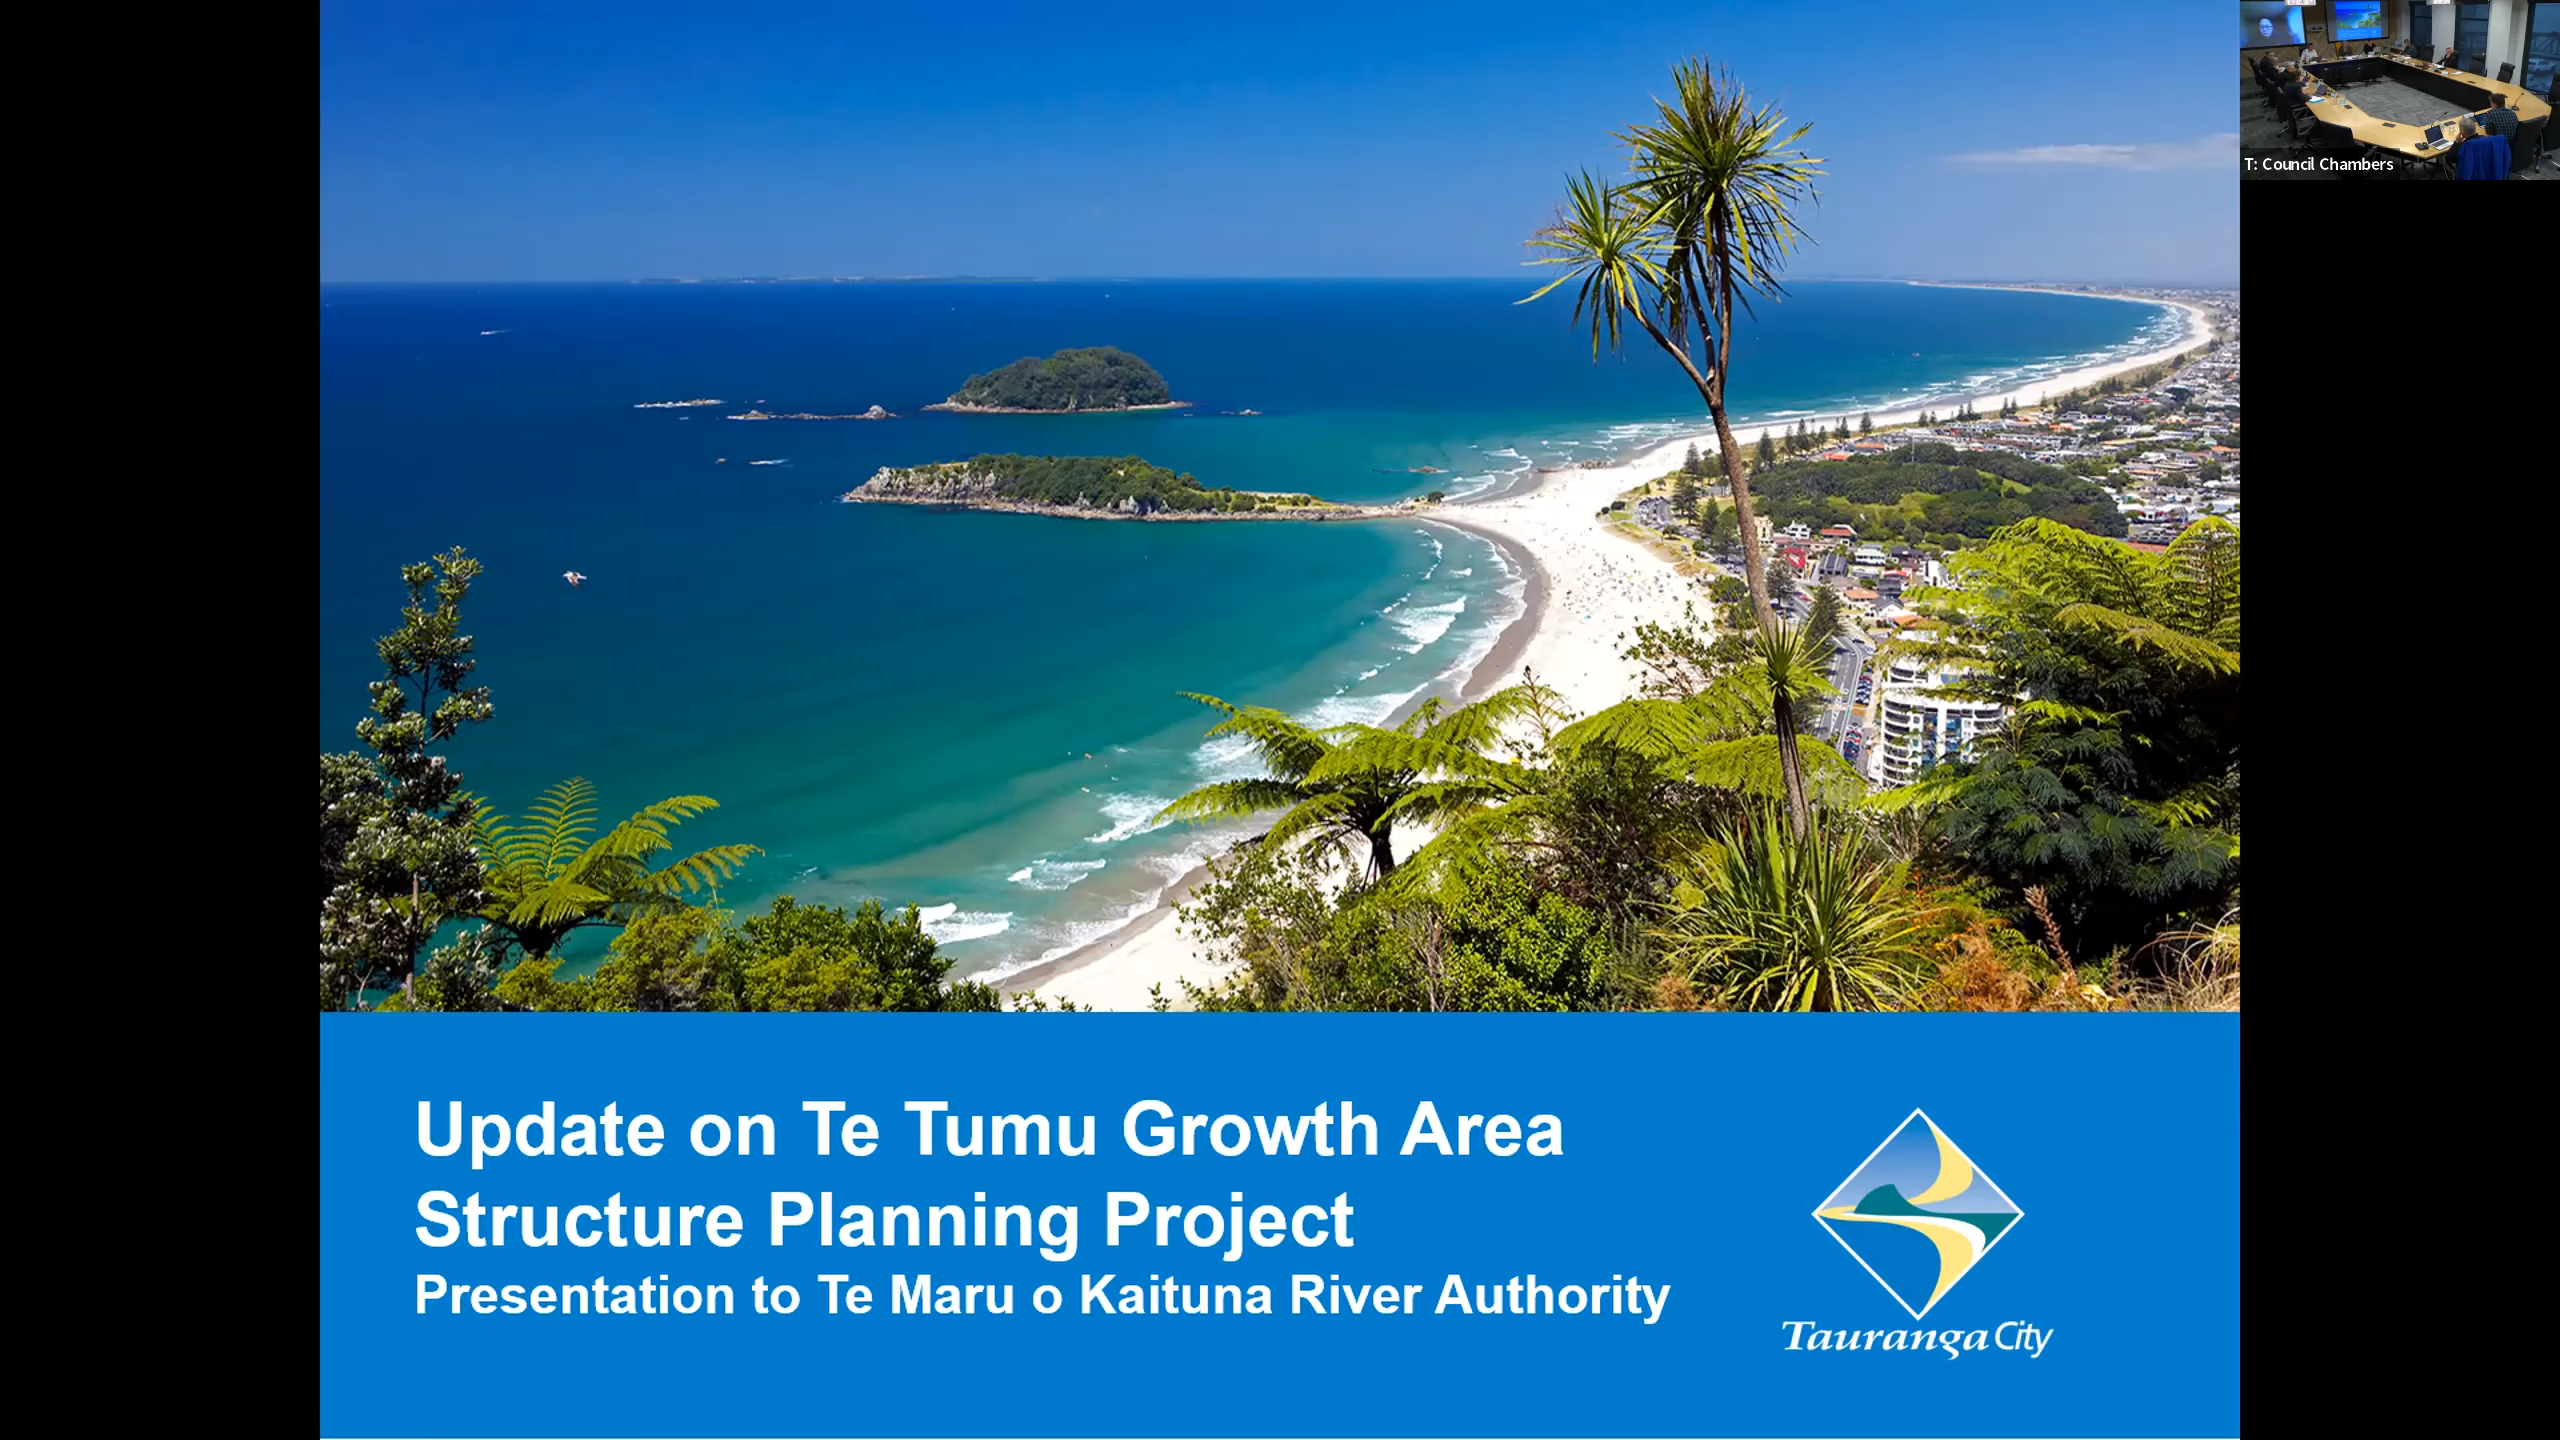 T: Council Chambers
Update on Te Tumu Growth Area
Structure Planning Project
Presentation to Te Maru o Kaituna River Authority
Tauranga City